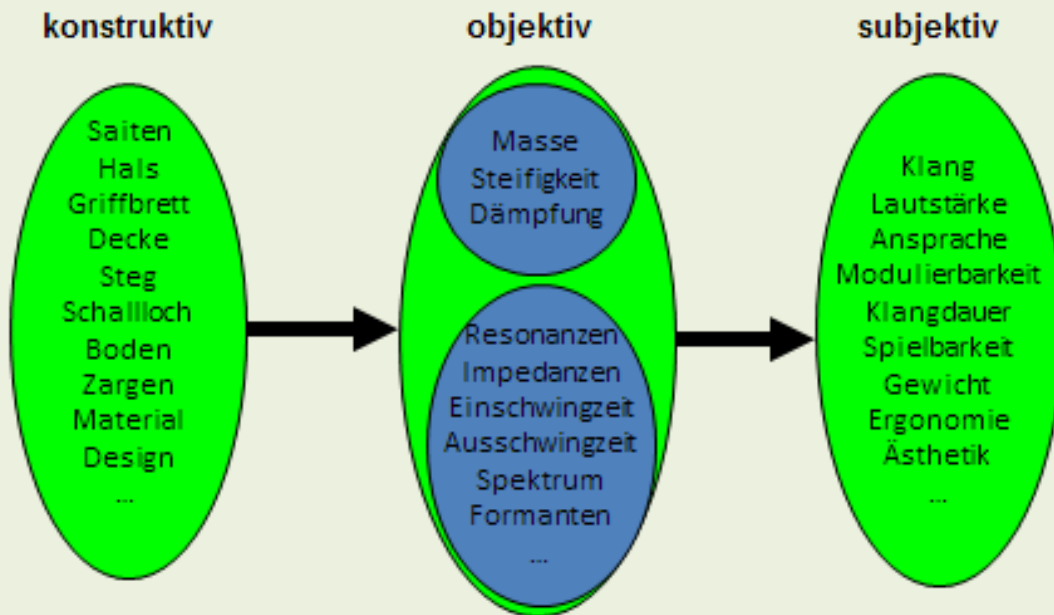 konstruktiv
Saiten
Hals
Griffbrett
Decke
Steg
Schallloch
Boden
Zargen
Material
Design
...
objektiv
Masse
Steifigkeit
Dämpfung
Resonanzen
Impedanzen
Einschwingzeit
Ausschwingzeit
Spektrum
Formanten
...
subjektiv
Klang
Lautstärke
Ansprache
Modulierbarkeit
Klangdauer
Spielbarkeit
Gewicht
Ergonomie
Ästhetik
...